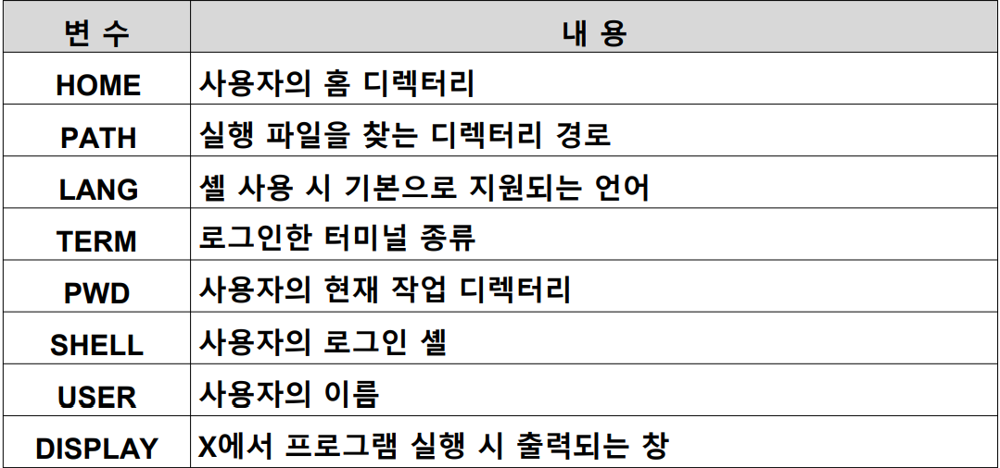 변 수 내 용
HOME 사용자의 홈 디렉터리
PATH 실행 파일을 찾는 디렉터리 경로
LANG 셸 사용 시 기본으로 지원되는 언어
TERM 로그인한 터미널 종류
PWD 사용자의 현재 작업 디렉터리
SHELL 사용자의 로그인 셸
USER 사용자의 이름
DISPLAY X에서 프로그램 실행 시 출력되는 창